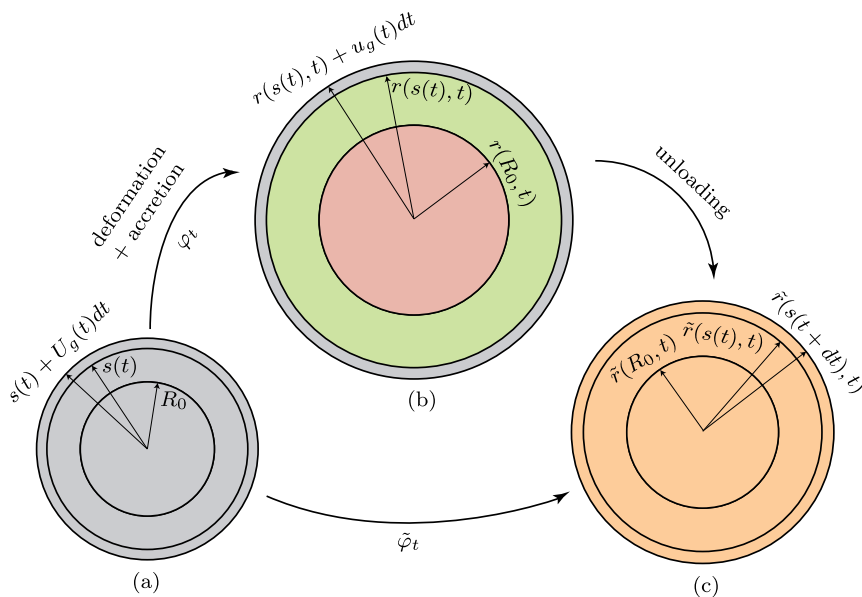 r(s(t), t) + u_g(t)dt
r(s(t), t)
r(R_0, t)
(b)
deformation
+ accretion
φ_t
unloading
s(t) + U_g(t)dt
s(t)
R_0
(a)
r̃(s(t + dt), t)
r̃(s(t), t)
r̃(R_0, t)
(c)
φ̃_t